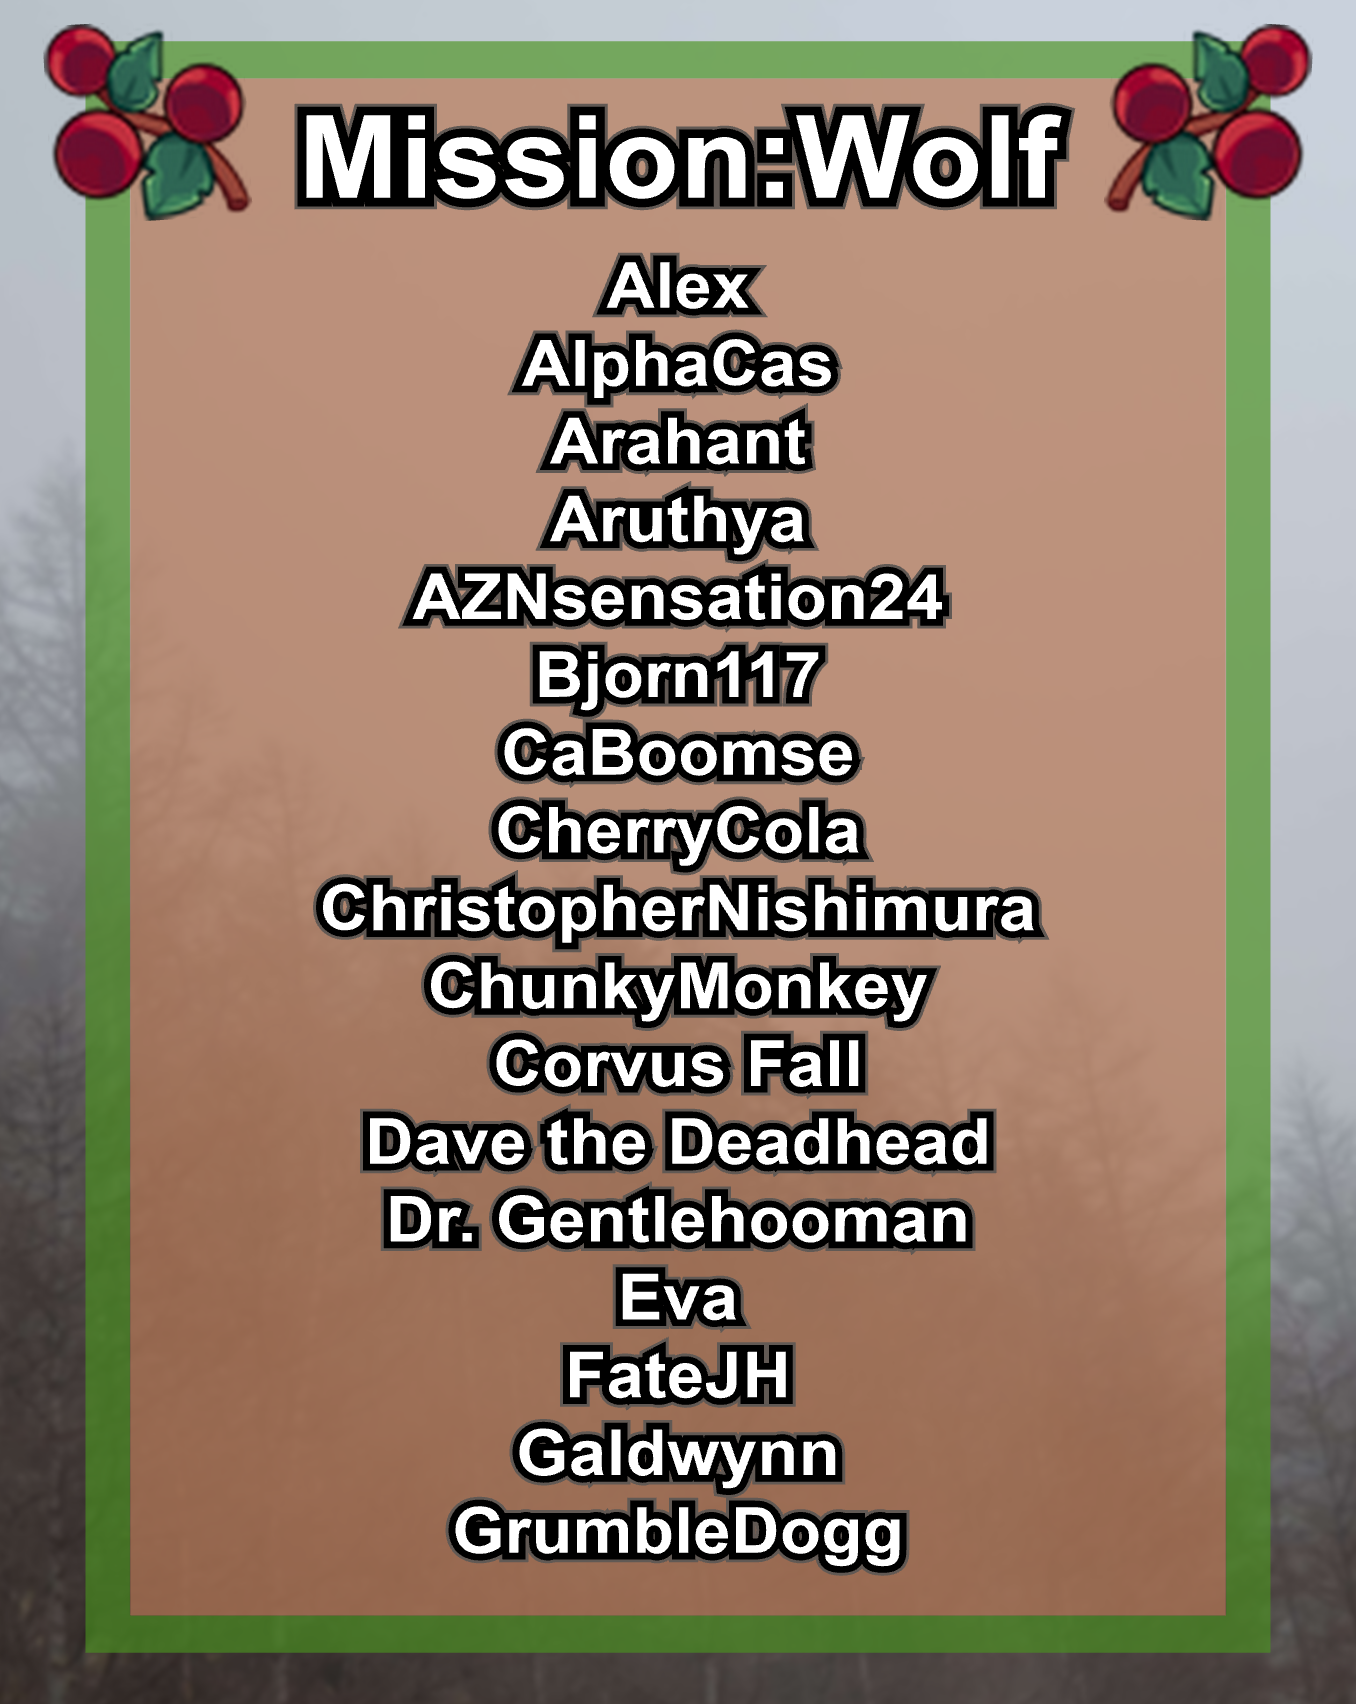 Mission:Wolf
Alex
AlphaCas
Arahant
Aruthya
AZNsensation24
Bjorn117
CaBoomse
CherryCola
ChristopherNishimura
ChunkyMonkey
Corvus Fall
Dave the Deadhead
Dr. Gentlehooman
Eva
FateJH
Galdwynn
GrumbleDogg